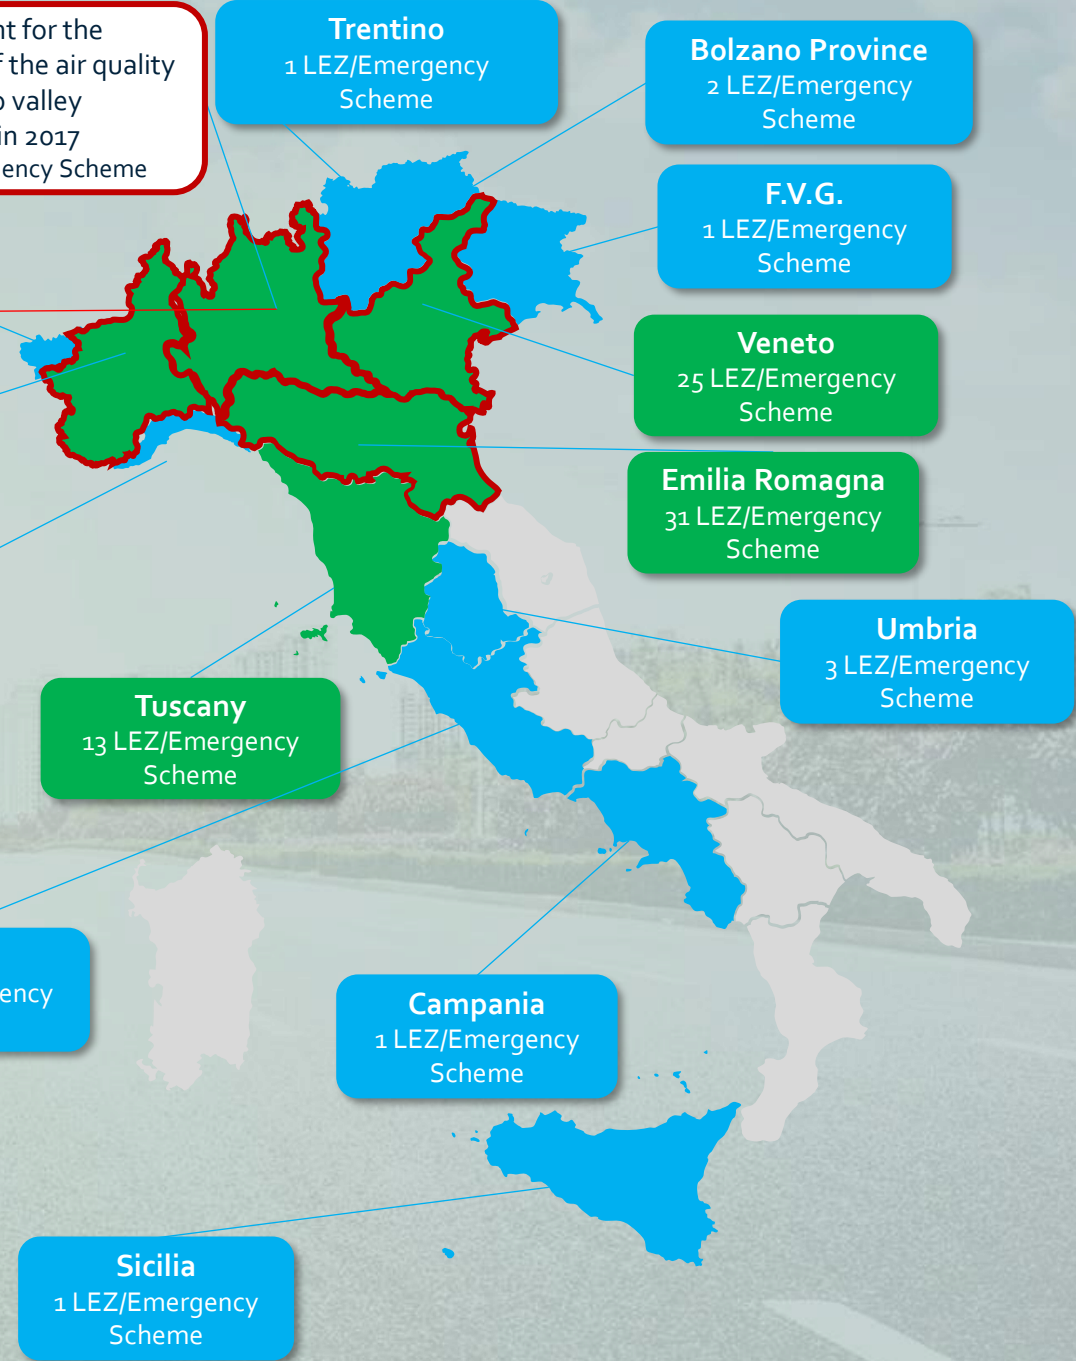 nt for the
f the air quality
valley
in 2017
ency Scheme
Trentino
1 LEZ/Emergency
Scheme
Bolzano Province
2 LEZ/Emergency
Scheme
F.V.G.
1 LEZ/Emergency
Scheme
Veneto
25 LEZ/Emergency
Scheme
Emilia Romagna
31 LEZ/Emergency
Scheme
Umbria
3 LEZ/Emergency
Scheme
Tuscany
13 LEZ/Emergency
Scheme
ency
Campania
1 LEZ/Emergency
Scheme
Sicilia
1 LEZ/Emergency
Scheme